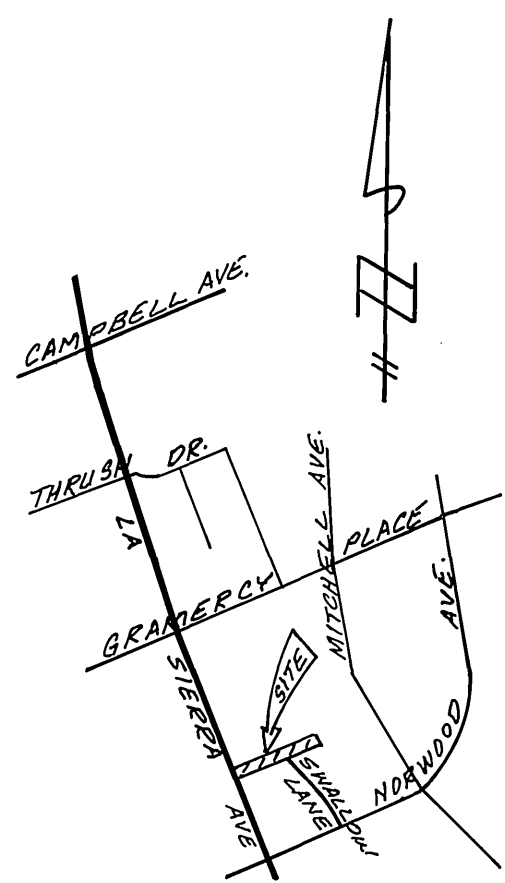 CAMPBELL AVE.
THRUSH DR.
LA SIERRA AVE
GRAMERCY PLACE
MITCHELL AVE.
NORWOOD AVE.
SITE
SWALLOW
LANE
N